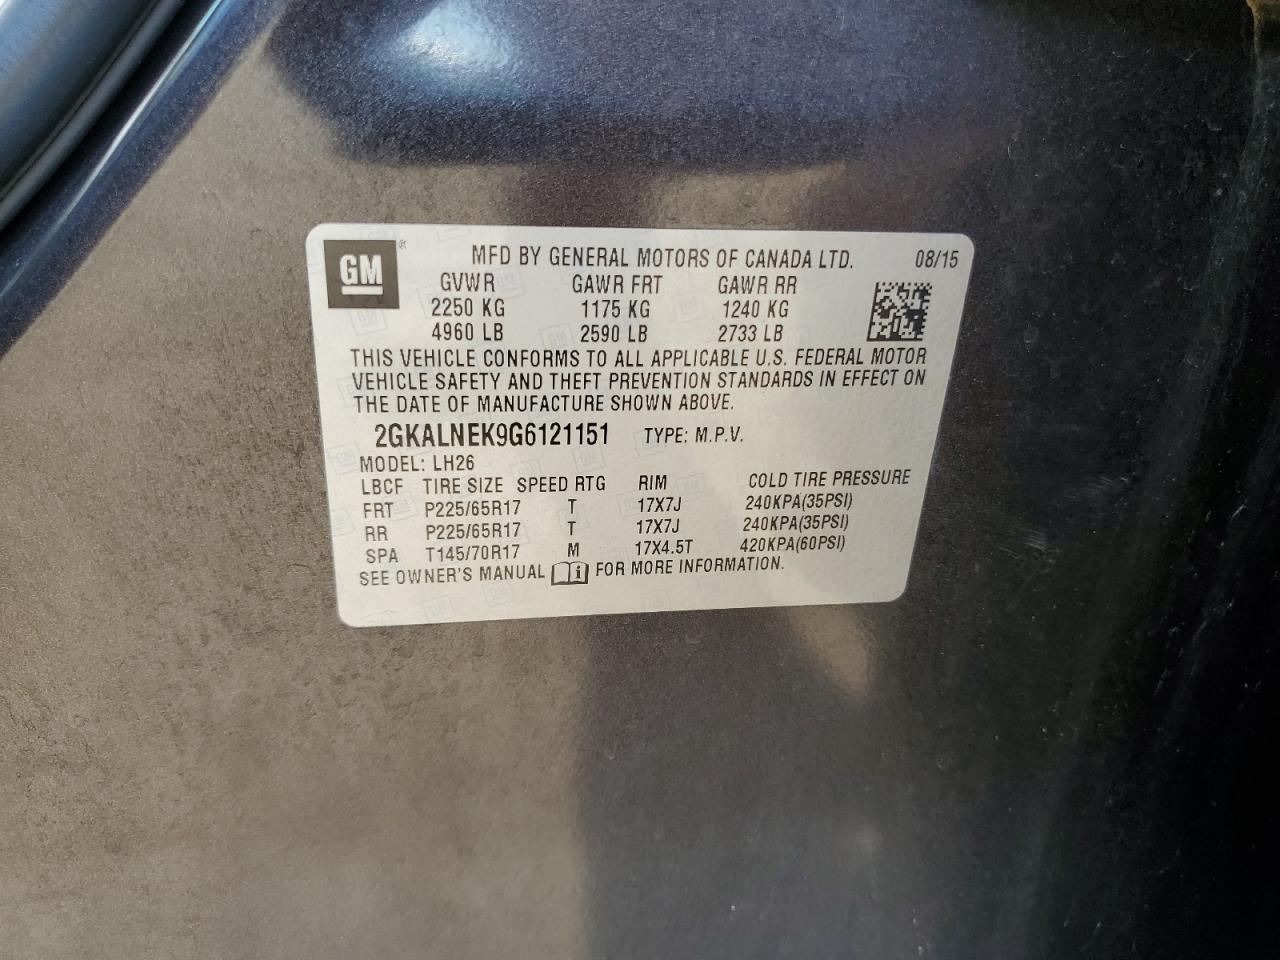 GM ® MFD BY GENERAL MOTORS OF CANADA LTD. 08/15
GVWR GAWR FRT GAWR RR
2250 KG 1175 KG 1240 KG
4960 LB 2590 LB 2733 LB
THIS VEHICLE CONFORMS TO ALL APPLICABLE U.S. FEDERAL MOTOR
VEHICLE SAFETY AND THEFT PREVENTION STANDARDS IN EFFECT ON
THE DATE OF MANUFACTURE SHOWN ABOVE.
2GKALNEK9G6121151 TYPE: M.P.V.
MODEL: LH26
LBCF TIRE SIZE SPEED RTG RIM COLD TIRE PRESSURE
FRT P225/65R17 T 17X7J 240KPA(35PSI)
RR P225/65R17 T 17X7J 240KPA(35PSI)
SPA T145/70R17 M 17X4.5T 420KPA(60PSI)
SEE OWNER'S MANUAL i FOR MORE INFORMATION.